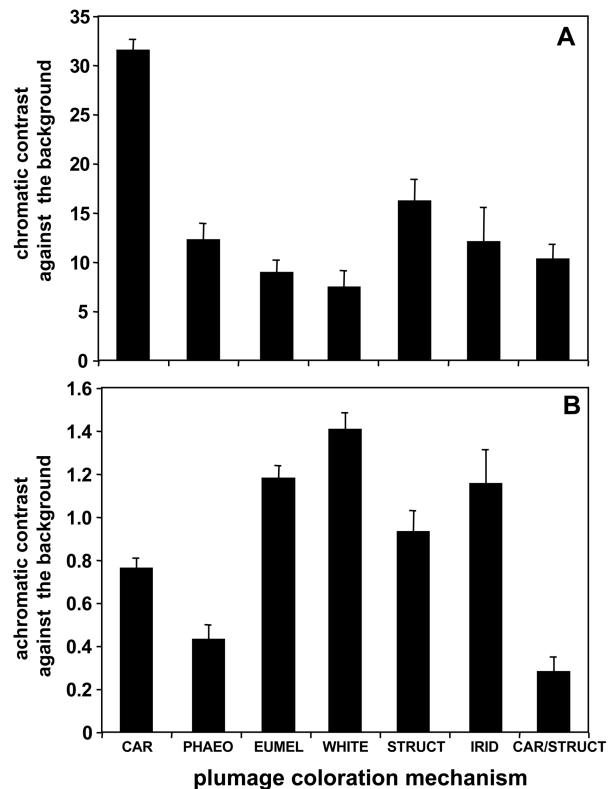 A
chromatic contrast
against the background
35
30
25
20
15
10
5
0
B
achromatic contrast
against the background
1.6
1.4
1.2
1.0
0.8
0.6
0.4
0.2
0
CAR PHAEO EUMEL WHITE STRUCT IRID CAR/STRUCT
plumage coloration mechanism